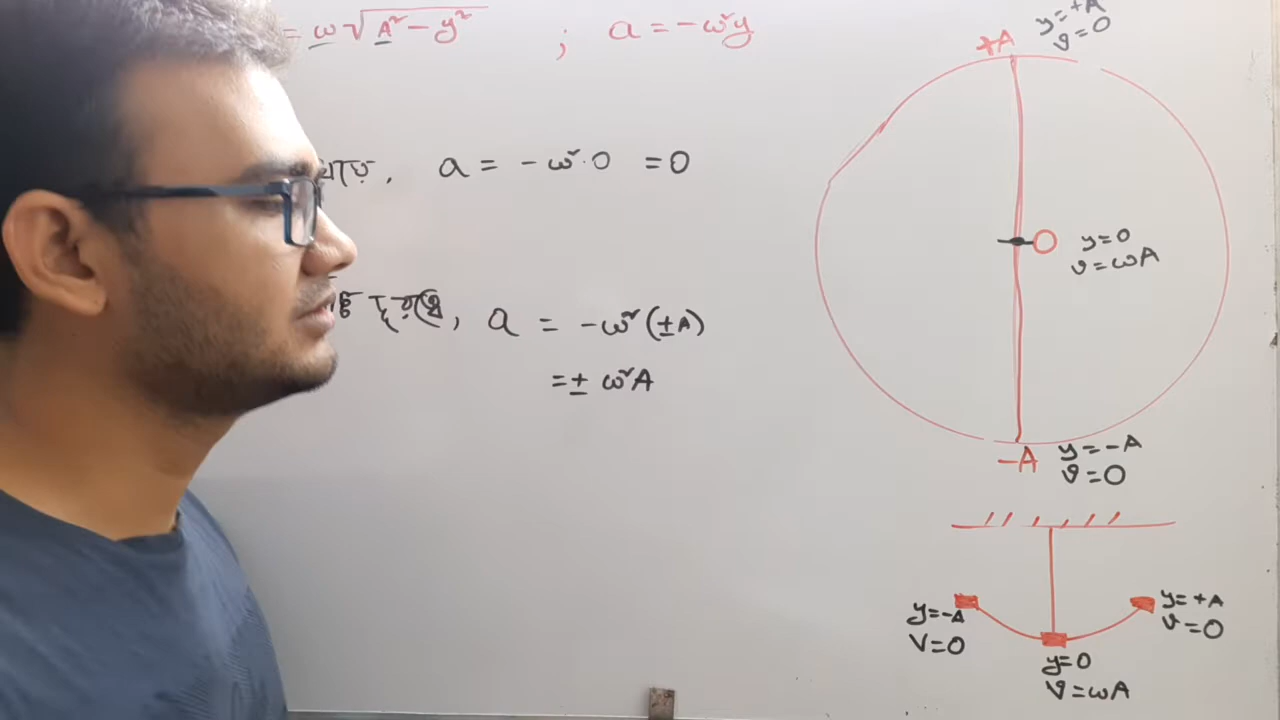 = ω√A² − y² ; a = −ω²y
a = −ω²·0 = 0
a = −ω²(±A)
= ± ω²A
y=+A
v=0
+A
O
y=0
v=ωA
−A
y=−A
v=0
y=−A
V=0
y=0
v=ωA
y=+A
v=0